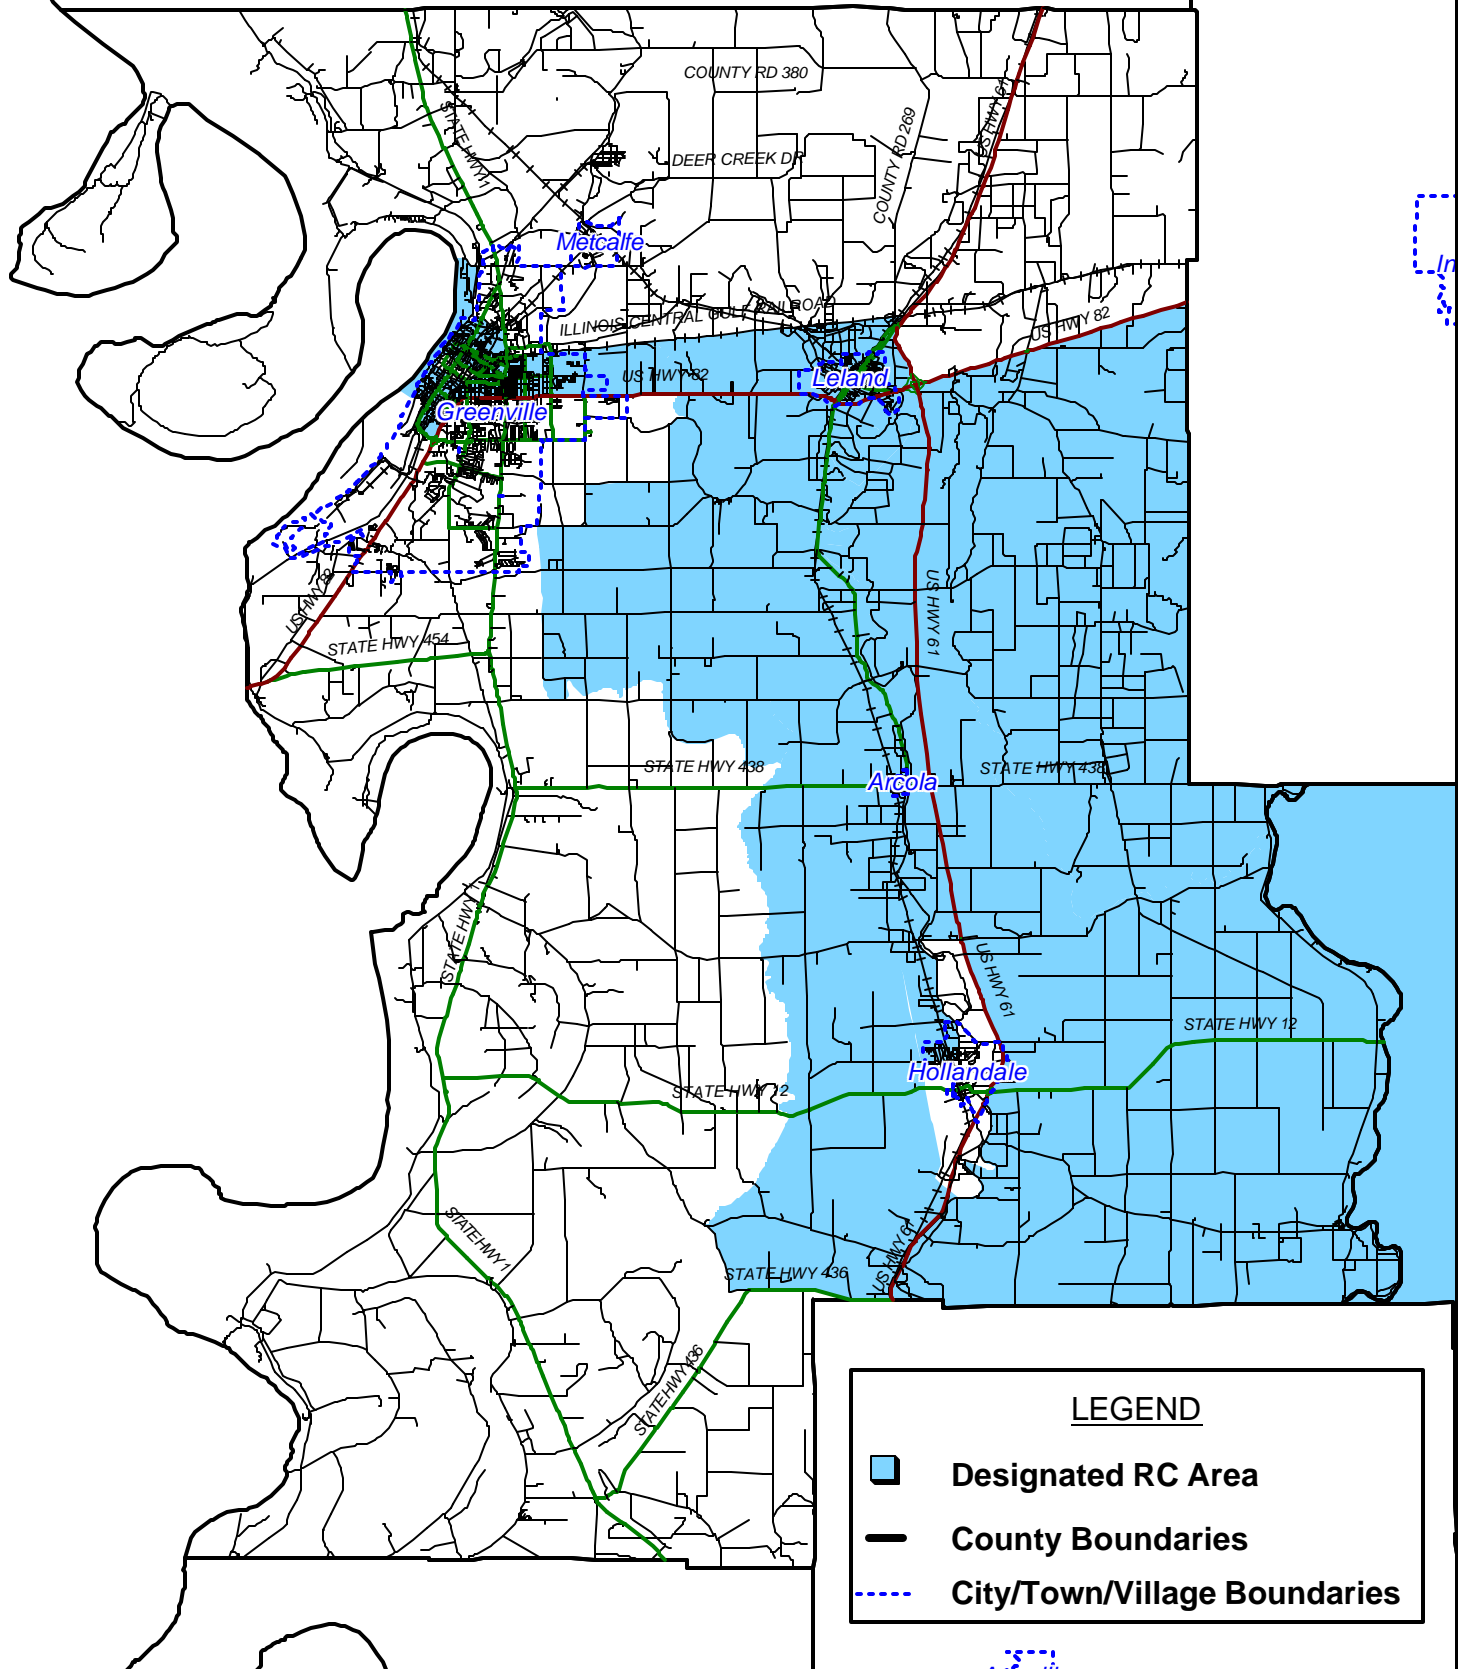 COUNTY RD 380
STATE HWY 1
US HWY 61
COUNTY RD 269
DEER CREEK DR
Metcalfe
In
ILLINOIS CENTRAL GULF RAILROAD
US HWY 82
US HWY 82
Leland
Greenville
US HWY 82
US HWY 61
STATE HWY 454
STATE HWY 438
Arcola
STATE HWY 438
STATE HWY 1
US HWY 61
STATE HWY 12
Hollandale
STATE HWY 12
STATE HWY 1
US HWY 61
STATE HWY 436
STATE HWY 436
LEGEND
Designated RC Area
County Boundaries
City/Town/Village Boundaries